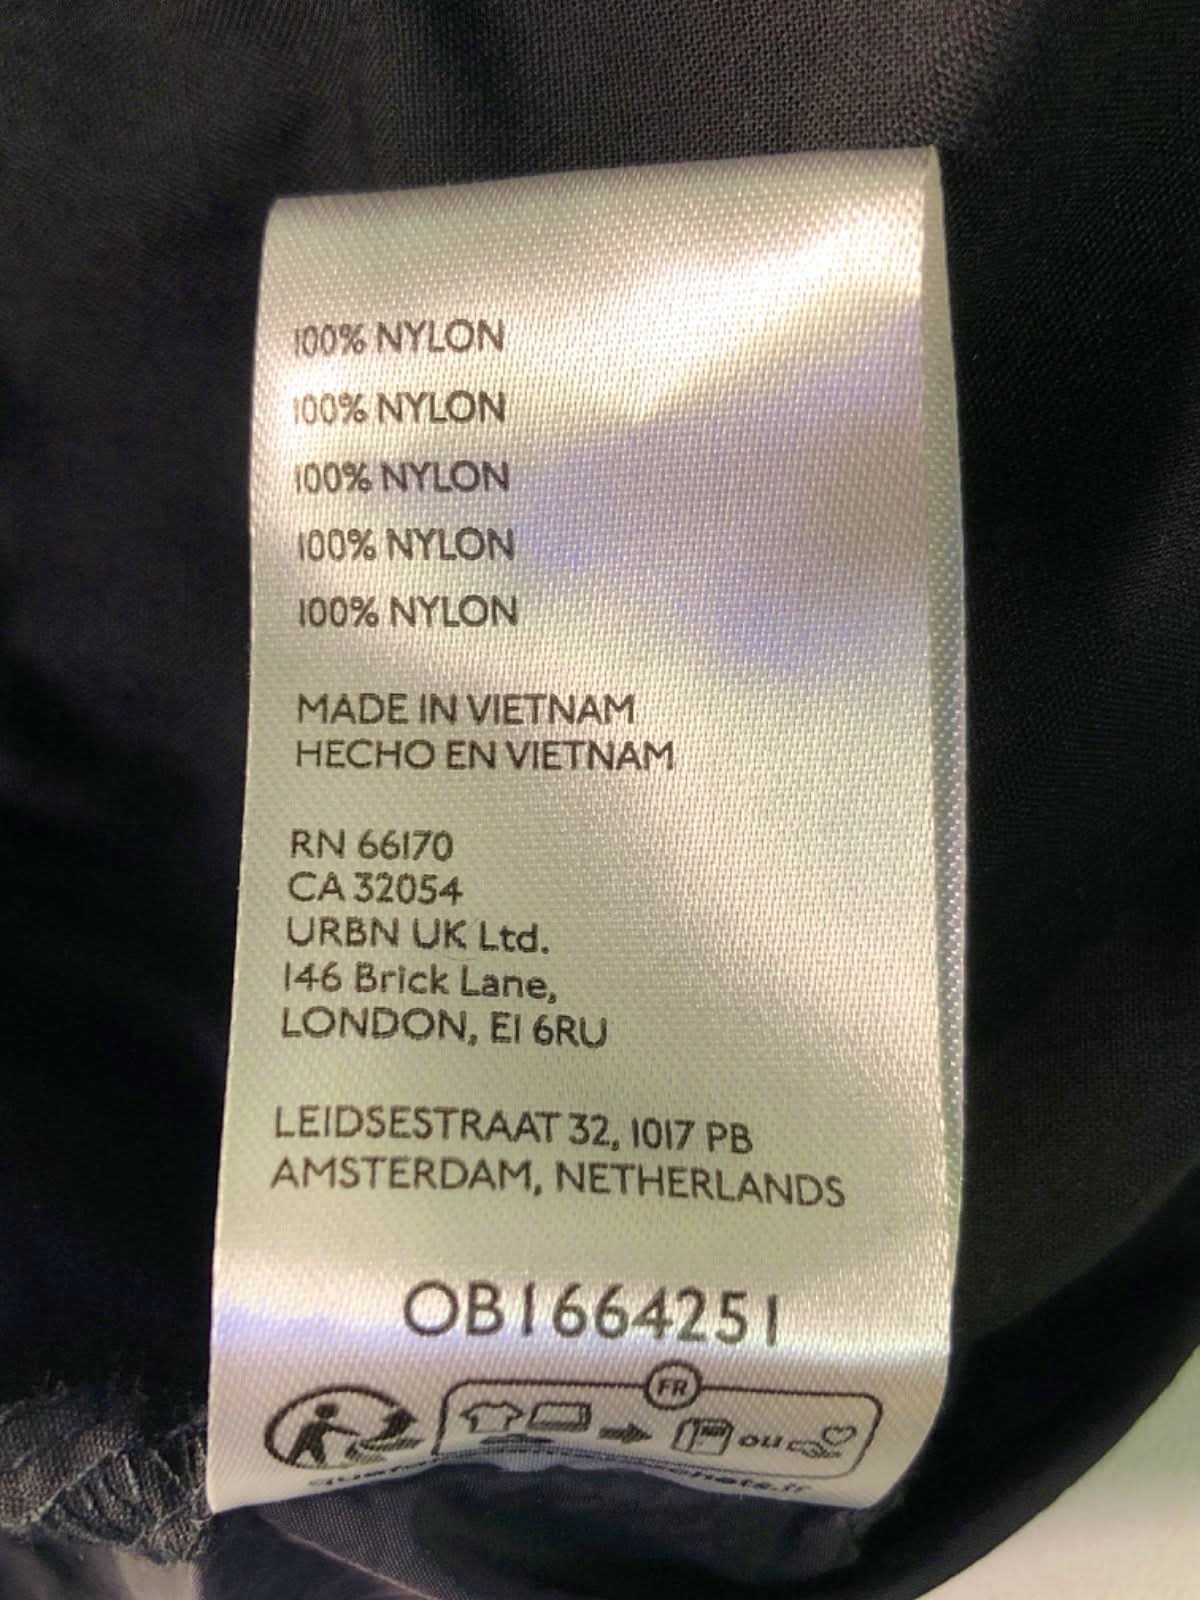 100% NYLON
100% NYLON
100% NYLON
100% NYLON
100% NYLON
MADE IN VIETNAM
HECHO EN VIETNAM
RN 66170
CA 32054
URBN UK Ltd.
146 Brick Lane,
LONDON, E1 6RU
LEIDSESTRAAT 32, 1017 PB
AMSTERDAM, NETHERLANDS
OB1664251
FR
ou